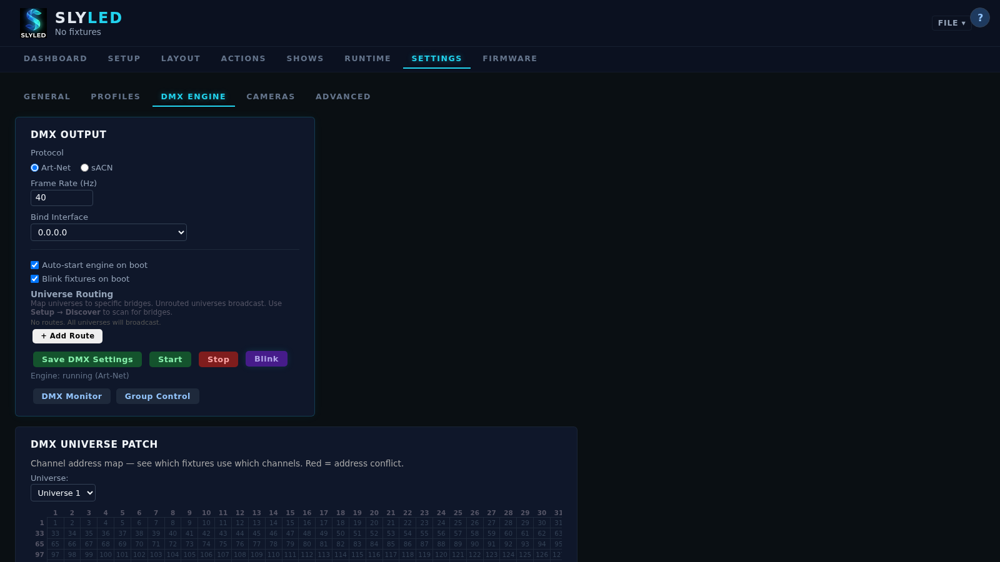 SLYLED
SLYLED
No fixtures
FILE ▾
?
DASHBOARD SETUP LAYOUT ACTIONS SHOWS RUNTIME SETTINGS FIRMWARE
GENERAL PROFILES DMX ENGINE CAMERAS ADVANCED
DMX OUTPUT
Protocol
Art-Net sACN
Frame Rate (Hz)
40
Bind Interface
0.0.0.0
Auto-start engine on boot
Blink fixtures on boot
Universe Routing
Map universes to specific bridges. Unrouted universes broadcast. Use
Setup → Discover to scan for bridges.
No routes. All universes will broadcast.
+ Add Route
Save DMX Settings Start Stop Blink
Engine: running (Art-Net)
DMX Monitor Group Control
DMX UNIVERSE PATCH
Channel address map — see which fixtures use which channels. Red = address conflict.
Universe:
Universe 1
1 2 3 4 5 6 7 8 9 10 11 12 13 14 15 16 17 18 19 20 21 22 23 24 25 26 27 28 29 30 31
1 1 2 3 4 5 6 7 8 9 10 11 12 13 14 15 16 17 18 19 20 21 22 23 24 25 26 27 28 29 30 31
33 33 34 35 36 37 38 39 40 41 42 43 44 45 46 47 48 49 50 51 52 53 54 55 56 57 58 59 60 61 62 63
65 65 66 67 68 69 70 71 72 73 74 75 76 77 78 79 80 81 82 83 84 85 86 87 88 89 90 91 92 93 94 95
97 97 98 99 100 101 102 103 104 105 106 107 108 109 110 111 112 113 114 115 116 117 118 119 120 121 122 123 124 125 126